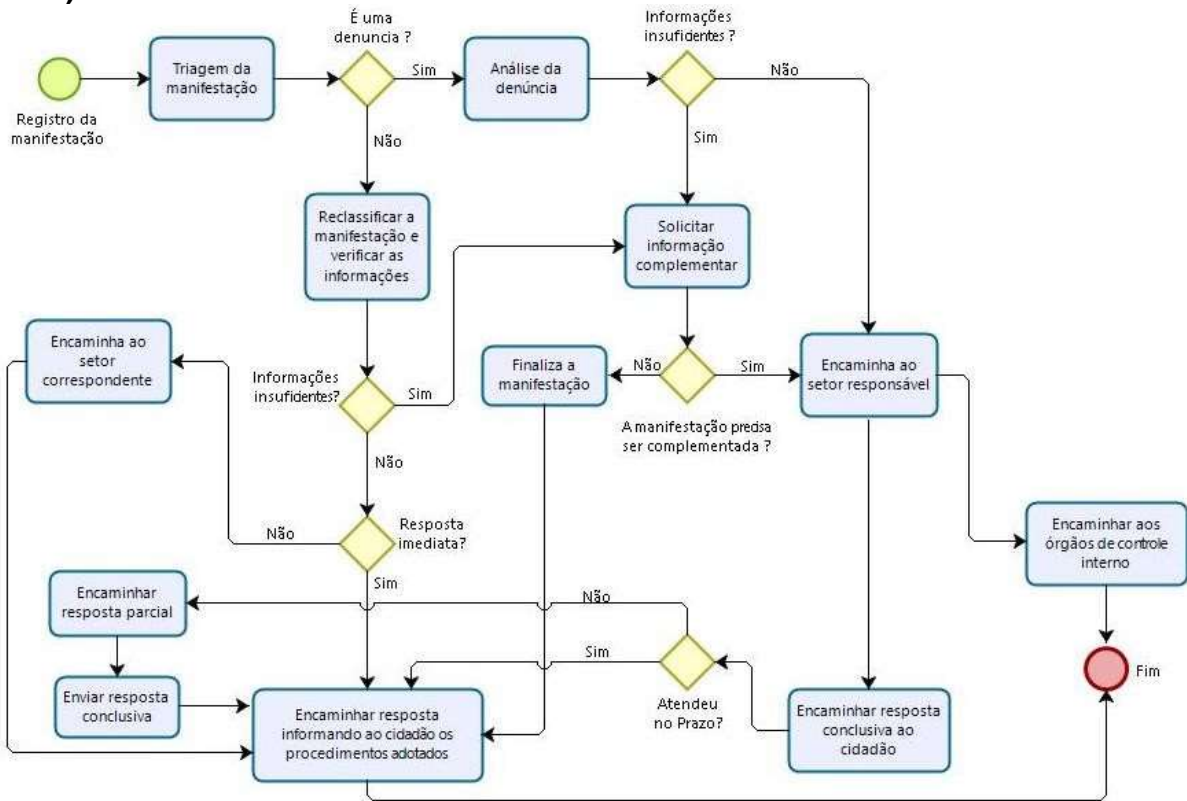 É uma
denuncia ?
Informações
insuficientes ?
Triagem da
manifestação
Sim
Análise da
denúncia
Não
Registro da
manifestação
Não
Sim
Reclassificar a
manifestação e
verificar as
informações
Solicitar
informação
complementar
Encaminha ao
setor
correspondente
Informações
insuficientes?
Sim
Finaliza a
manifestação
Não
Sim
Encaminha ao
setor responsável
A manifestação precisa
ser complementada ?
Não
Não
Resposta
imediata?
Encaminhar aos
órgãos de controle
interno
Sim
Encaminhar
resposta parcial
Não
Sim
Fim
Enviar resposta
conclusiva
Encaminhar resposta
informando ao cidadão os
procedimentos adotados
Atendeu
no Prazo?
Encaminhar resposta
conclusiva ao
cidadão